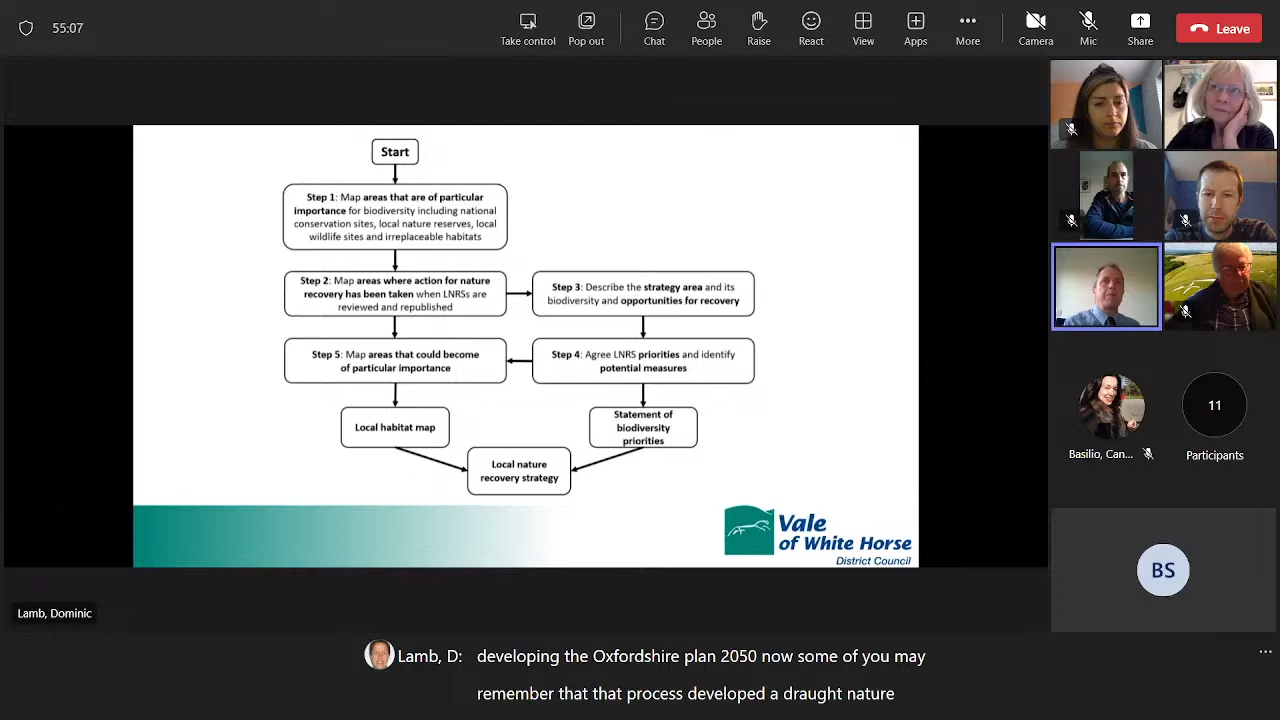 55:07
Take control
Pop out
Chat
People
Raise
React
View
Apps
More
Camera
Mic
Share
Leave
Start
Step 1: Map areas that are of particular
importance for biodiversity including national
conservation sites, local nature reserves, local
wildlife sites and irreplaceable habitats
Step 2: Map areas where action for nature
recovery has been taken when LNRSs are
reviewed and republished
Step 3: Describe the strategy area and its
biodiversity and opportunities for recovery
Step 5: Map areas that could become
of particular importance
Step 4: Agree LNRS priorities and identify
potential measures
Local habitat map
Statement of
biodiversity
priorities
Local nature
recovery strategy
Vale
of White Horse
District Council
11
Basilio, Can...
Participants
BS
Lamb, Dominic
Lamb, D: developing the Oxfordshire plan 2050 now some of you may
remember that that process developed a draught nature